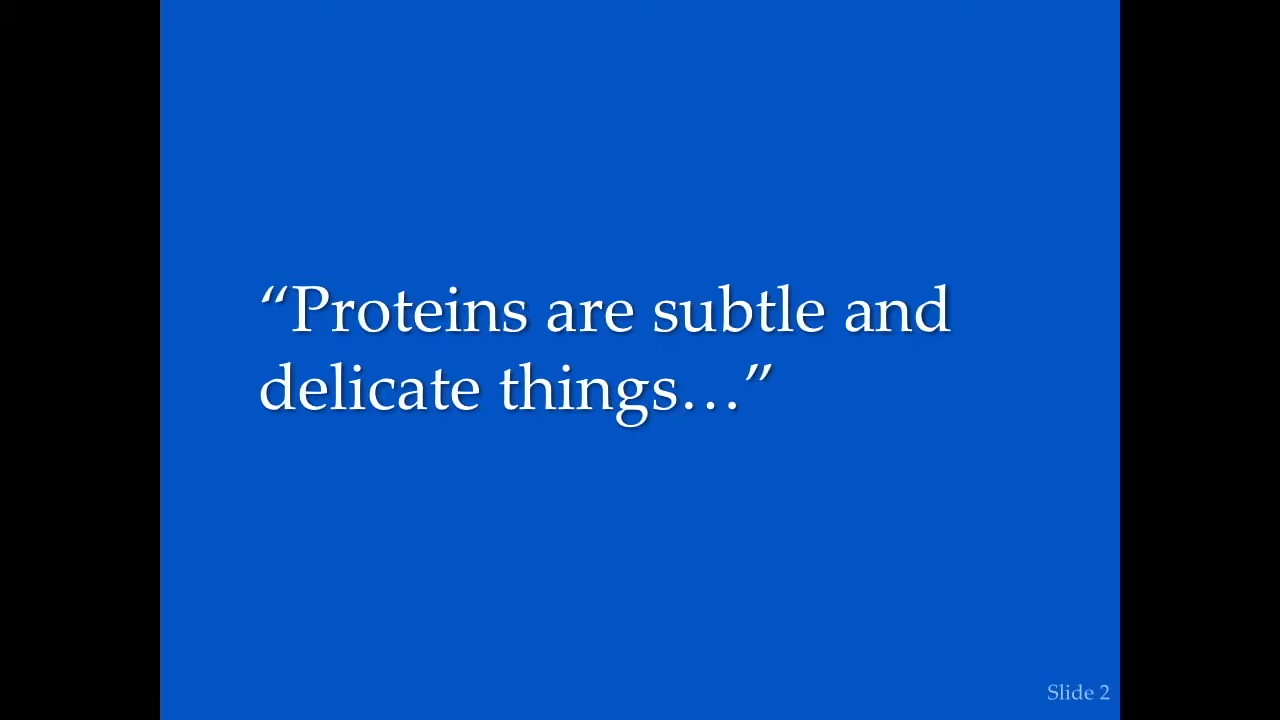 “Proteins are subtle and
delicate things…”
Slide 2